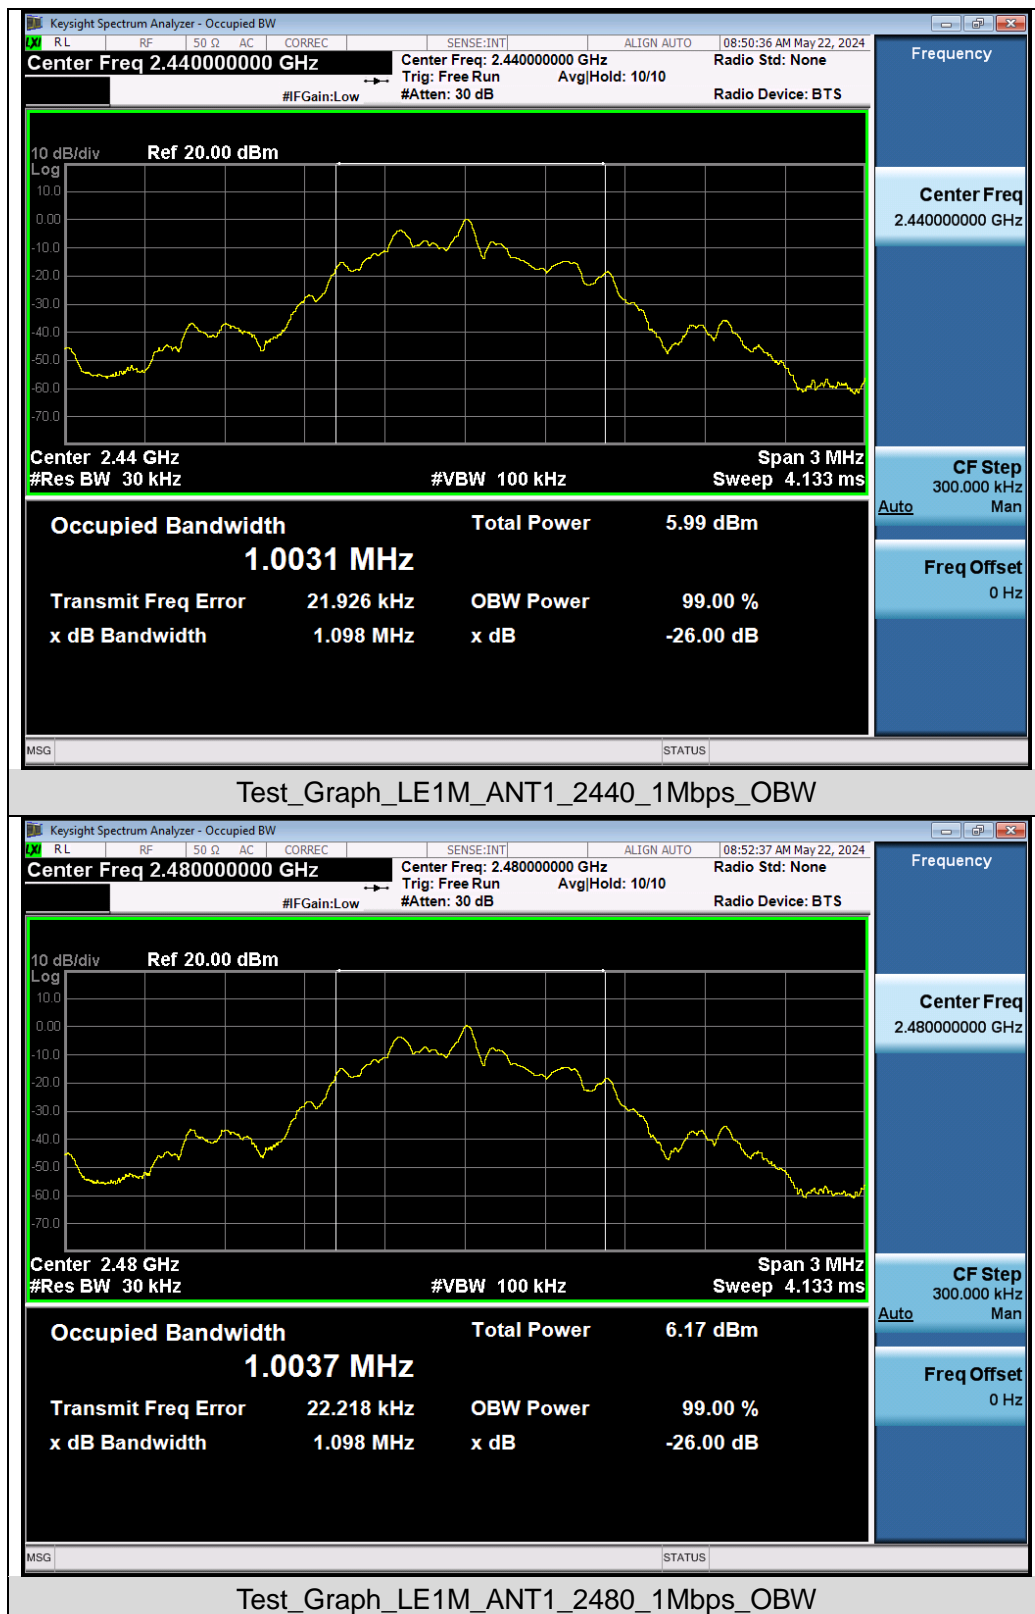 Keysight Spectrum Analyzer - Occupied BW
LXI RL RF 50 Ω AC CORREC SENSE:INT ALIGN AUTO 08:50:36 AM May 22, 2024
Center Freq 2.440000000 GHz Center Freq: 2.440000000 GHz Radio Std: None
Trig: Free Run Avg|Hold: 10/10
#IFGain:Low #Atten: 30 dB Radio Device: BTS
Frequency
10 dB/div Ref 20.00 dBm
Log
10.0
0.00
-10.0
-20.0
-30.0
-40.0
-50.0
-60.0
-70.0
Center 2.44 GHz Span 3 MHz
#Res BW 30 kHz #VBW 100 kHz Sweep 4.133 ms
Center Freq
2.440000000 GHz
CF Step
300.000 kHz
Auto Man
Freq Offset
0 Hz
Occupied Bandwidth Total Power 5.99 dBm
1.0031 MHz
Transmit Freq Error 21.926 kHz OBW Power 99.00 %
x dB Bandwidth 1.098 MHz x dB -26.00 dB
MSG STATUS
Test_Graph_LE1M_ANT1_2440_1Mbps_OBW
Keysight Spectrum Analyzer - Occupied BW
LXI RL RF 50 Ω AC CORREC SENSE:INT ALIGN AUTO 08:52:37 AM May 22, 2024
Center Freq 2.480000000 GHz Center Freq: 2.480000000 GHz Radio Std: None
Trig: Free Run Avg|Hold: 10/10
#IFGain:Low #Atten: 30 dB Radio Device: BTS
Frequency
10 dB/div Ref 20.00 dBm
Log
10.0
0.00
-10.0
-20.0
-30.0
-40.0
-50.0
-60.0
-70.0
Center 2.48 GHz Span 3 MHz
#Res BW 30 kHz #VBW 100 kHz Sweep 4.133 ms
Center Freq
2.480000000 GHz
CF Step
300.000 kHz
Auto Man
Freq Offset
0 Hz
Occupied Bandwidth Total Power 6.17 dBm
1.0037 MHz
Transmit Freq Error 22.218 kHz OBW Power 99.00 %
x dB Bandwidth 1.098 MHz x dB -26.00 dB
MSG STATUS
Test_Graph_LE1M_ANT1_2480_1Mbps_OBW